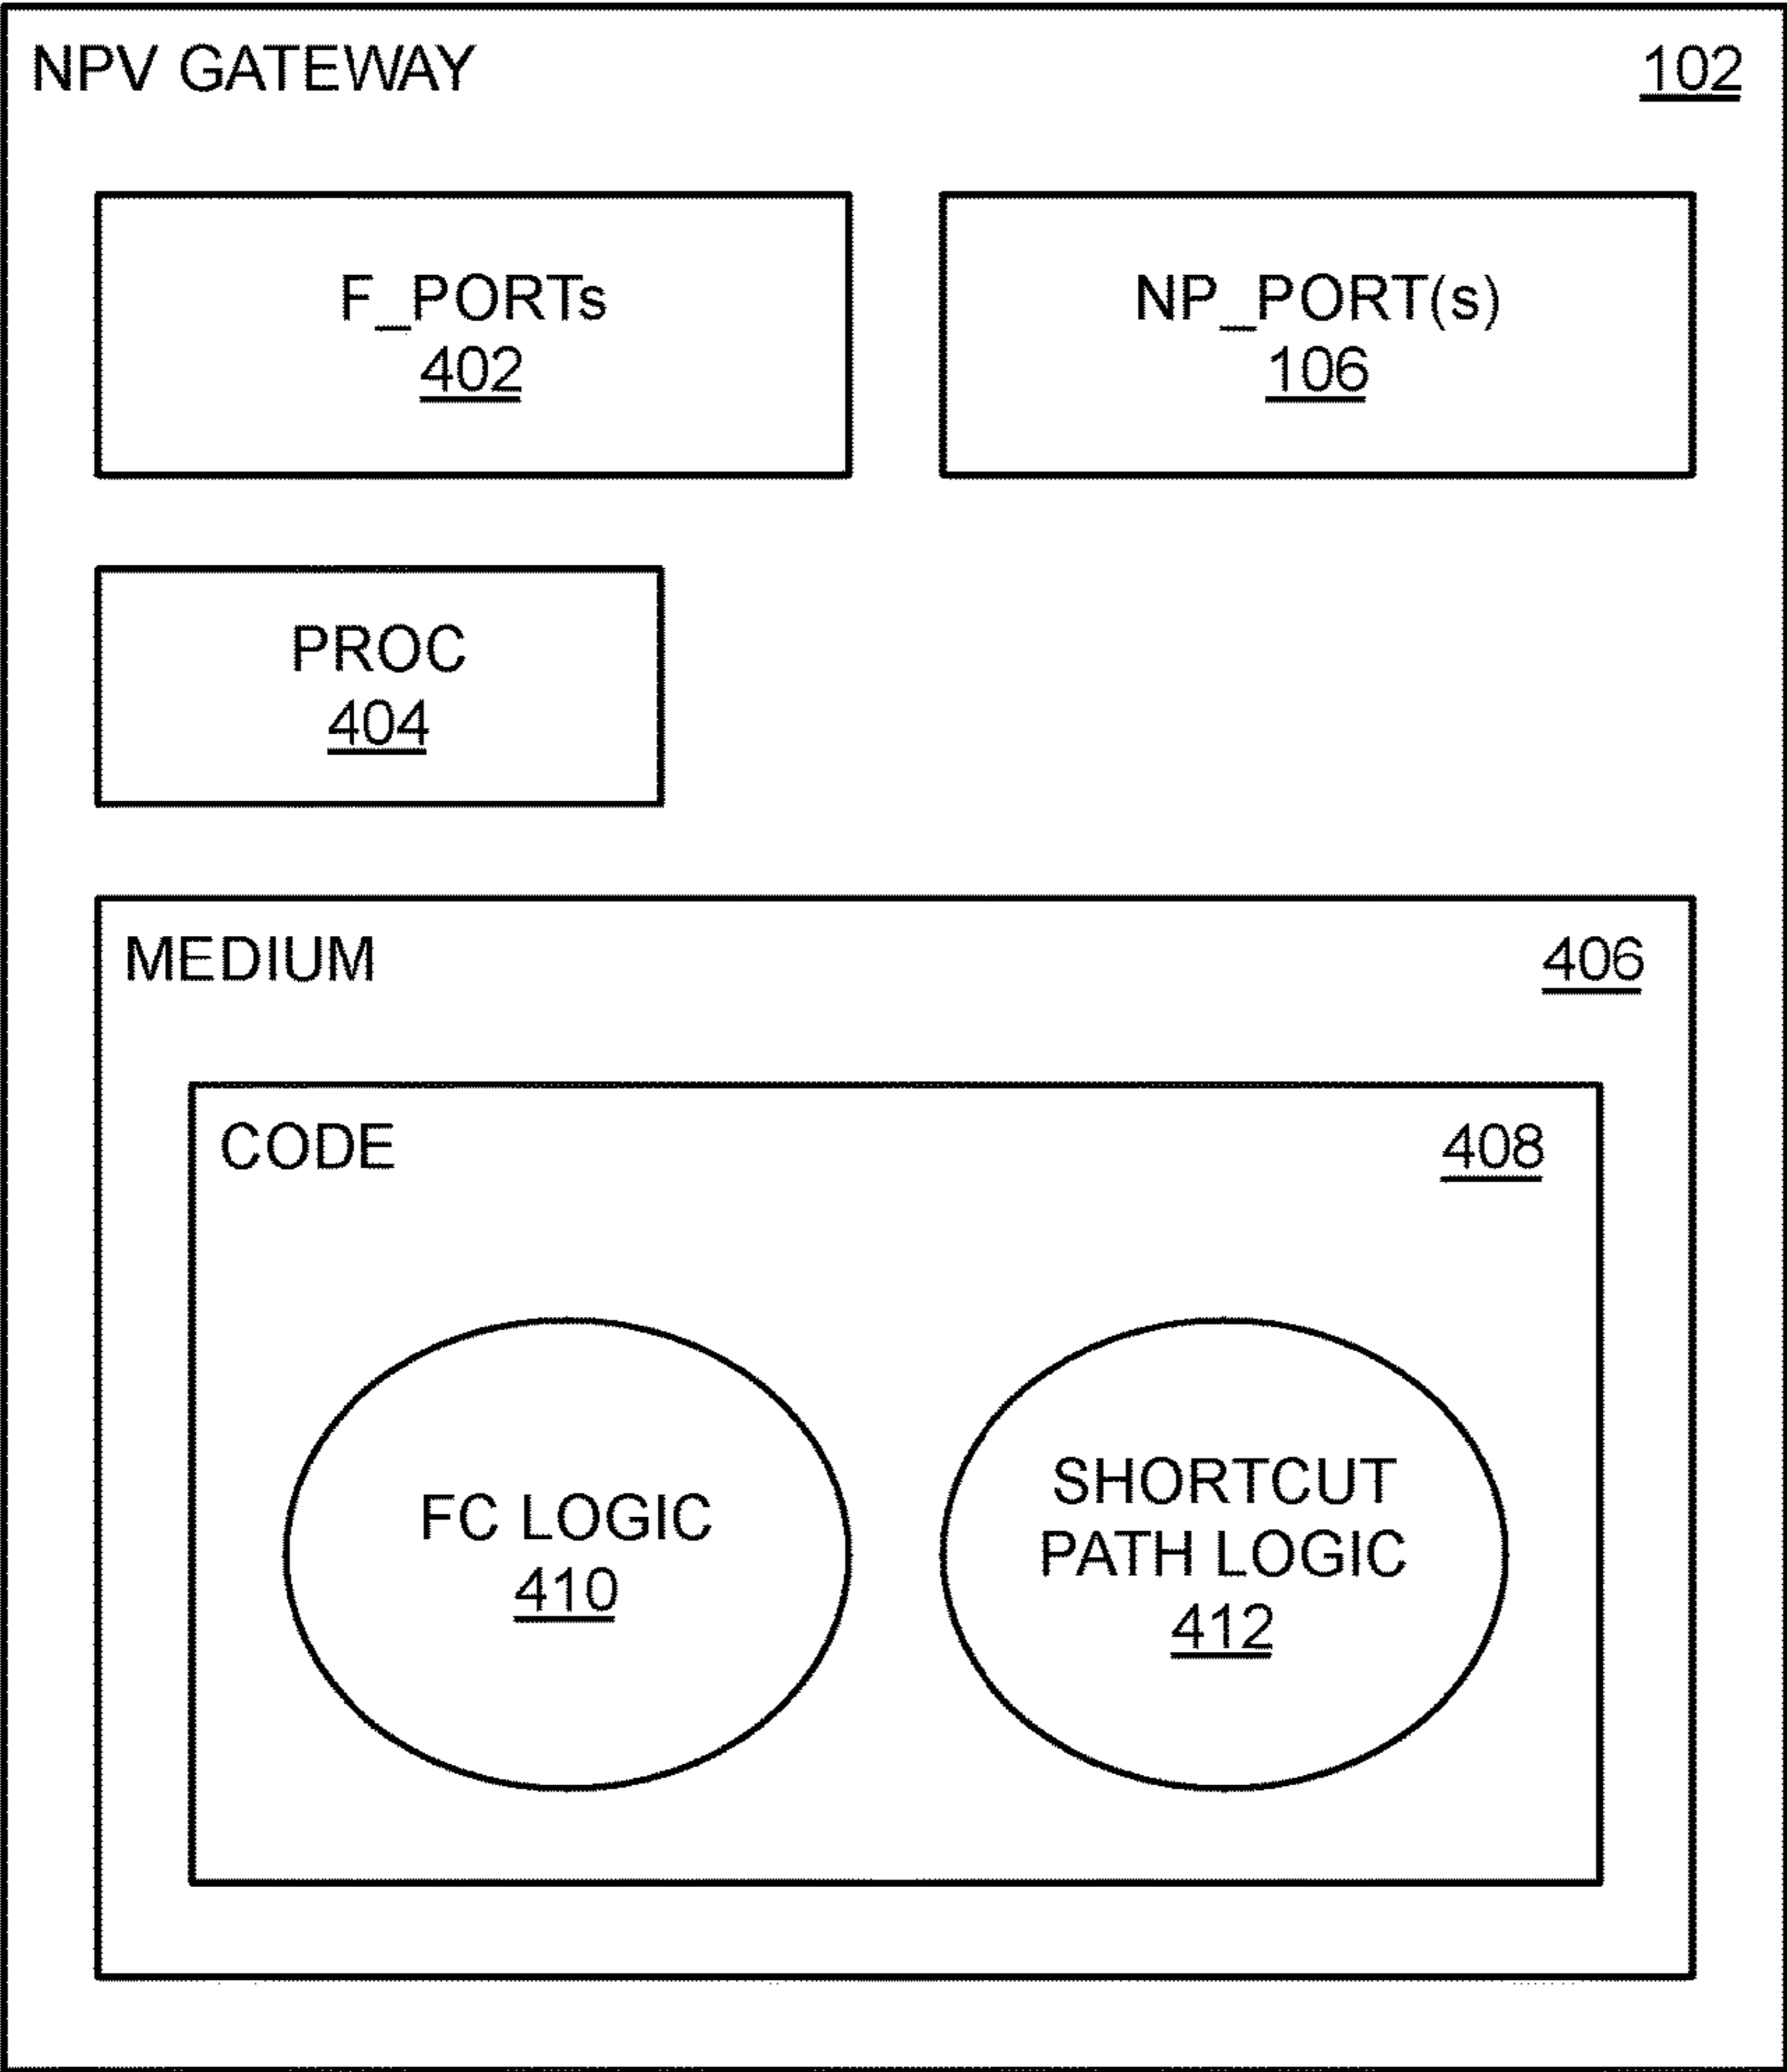 NPV GATEWAY 102
F_PORTs
402
NP_PORT(s)
106
PROC
404
MEDIUM 406
CODE 408
FC LOGIC
410
SHORTCUT
PATH LOGIC
412